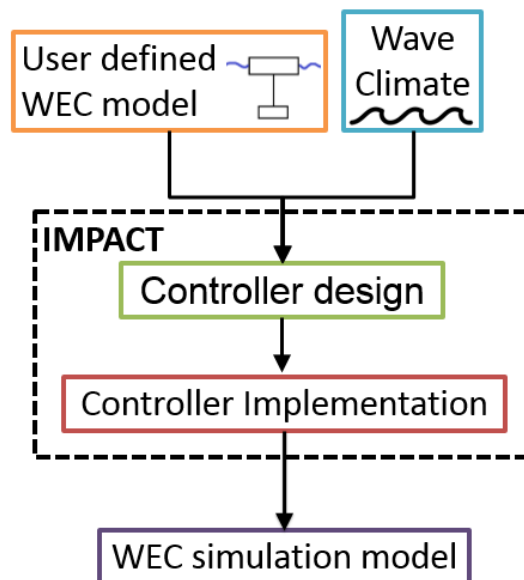 User defined
WEC model
Wave
Climate
IMPACT
Controller design
Controller Implementation
WEC simulation model